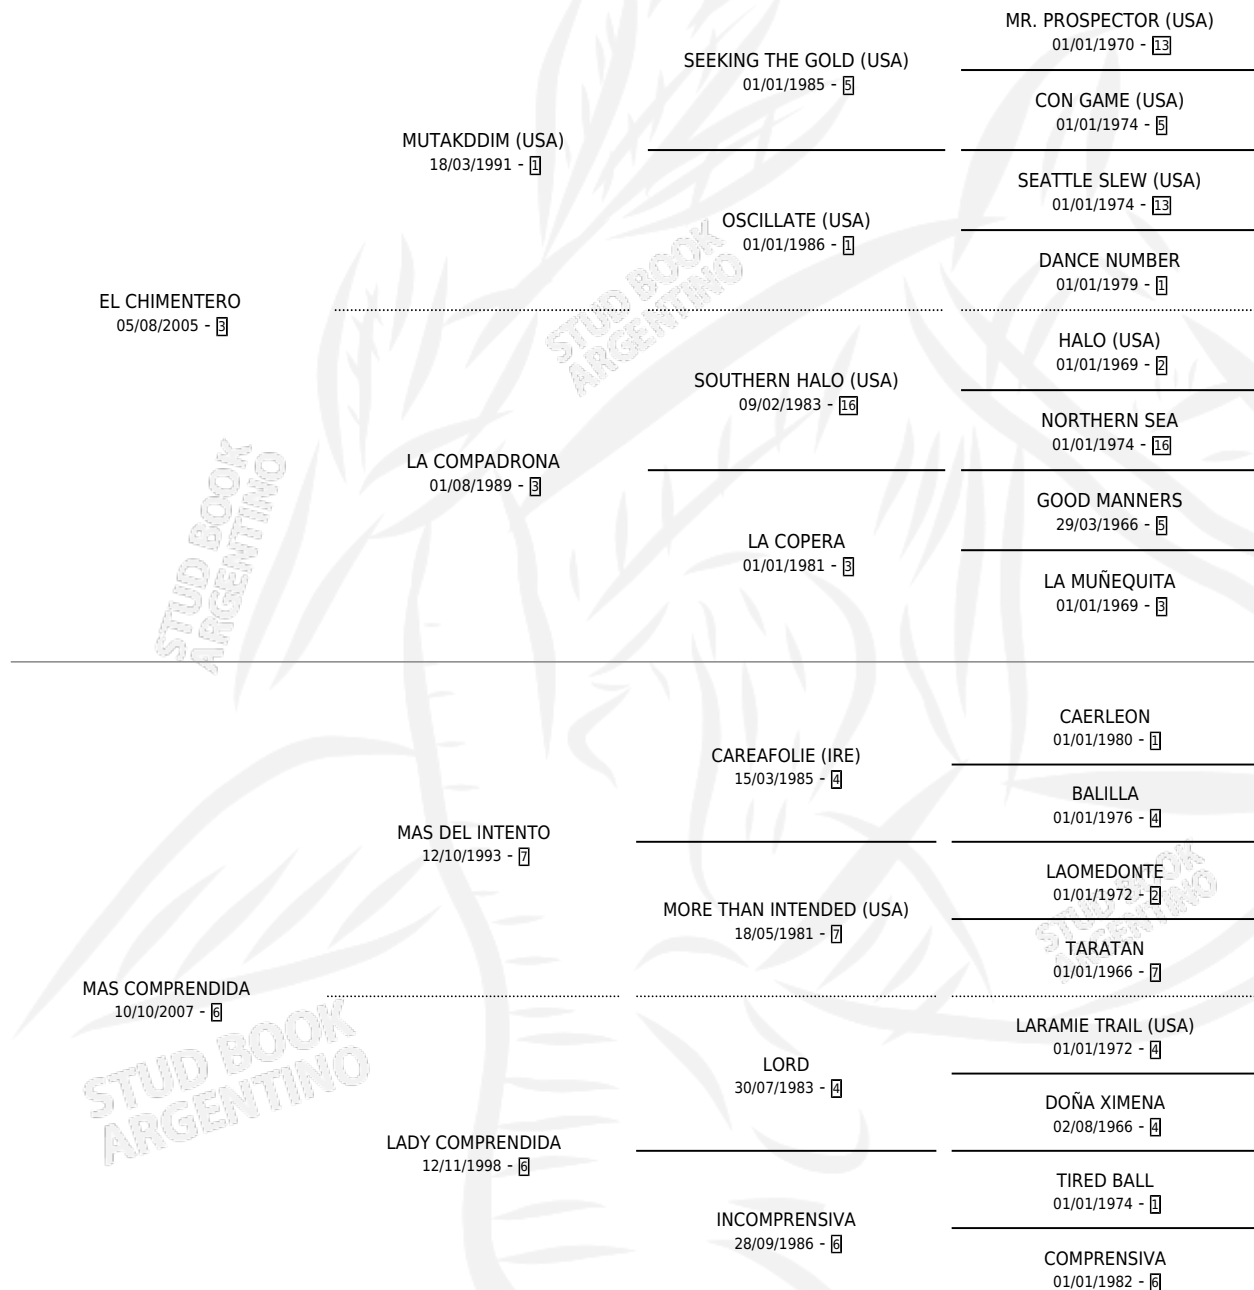 MR. PROSPECTOR (USA)
01/01/1970 - 13
SEEKING THE GOLD (USA)
01/01/1985 - 5
CON GAME (USA)
01/01/1974 - 5
MUTAKDDIM (USA)
18/03/1991 - 1
SEATTLE SLEW (USA)
01/01/1974 - 13
OSCILLATE (USA)
01/01/1986 - 1
DANCE NUMBER
01/01/1979 - 1
EL CHIMENTERO
05/08/2005 - 3
HALO (USA)
01/01/1969 - 2
SOUTHERN HALO (USA)
09/02/1983 - 16
NORTHERN SEA
01/01/1974 - 16
LA COMPADRONA
01/08/1989 - 3
GOOD MANNERS
29/03/1966 - 5
LA COPERA
01/01/1981 - 3
LA MUÑEQUITA
01/01/1969 - 3
STUD BOOK
ARGENTINO
STUD BOOK
ARGENTINO
CAERLEON
01/01/1980 - 1
CAREAFOLIE (IRE)
15/03/1985 - 4
BALILLA
01/01/1976 - 4
MAS DEL INTENTO
12/10/1993 - 7
LAOMEDONTE
01/01/1972 - 2
MORE THAN INTENDED (USA)
18/05/1981 - 7
TARATAN
01/01/1966 - 7
MAS COMPRENDIDA
10/10/2007 - 6
LARAMIE TRAIL (USA)
01/01/1972 - 4
LORD
30/07/1983 - 4
DOÑA XIMENA
02/08/1966 - 4
LADY COMPRENDIDA
12/11/1998 - 6
TIRED BALL
01/01/1974 - 1
INCOMPRENSIVA
28/09/1986 - 6
COMPRENSIVA
01/01/1982 - 6
STUD BOOK
ARGENTINO
STUD BOOK
ARGENTINO